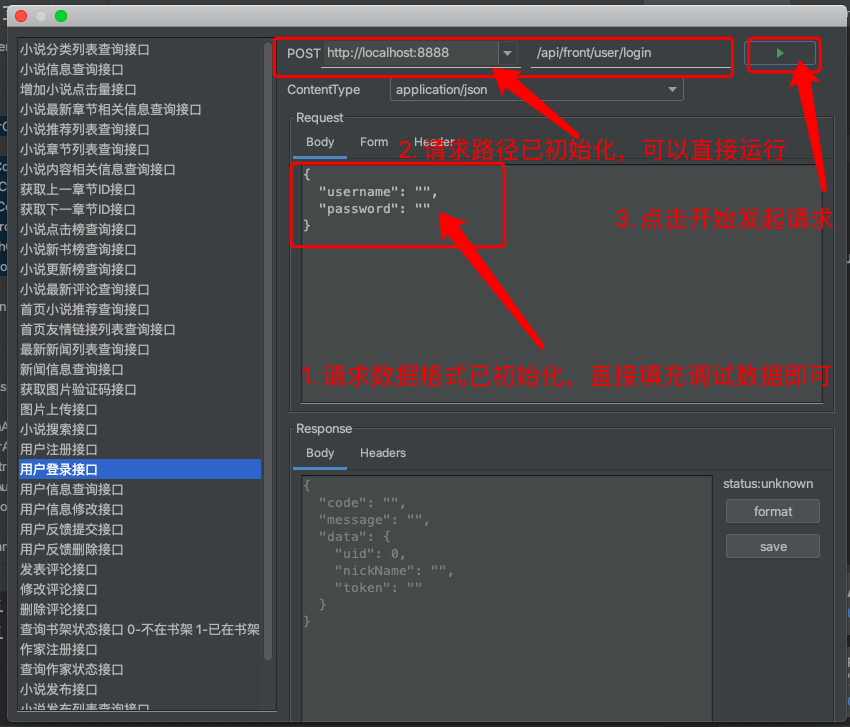 小说分类列表查询接口
小说信息查询接口
增加小说点击量接口
小说最新章节相关信息查询接口
小说推荐列表查询接口
小说章节列表查询接口
小说内容相关信息查询接口
获取上一章节ID接口
获取下一章节ID接口
小说点击榜查询接口
小说新书榜查询接口
小说更新榜查询接口
小说最新评论查询接口
首页小说推荐查询接口
首页友情链接列表查询接口
最新新闻列表查询接口
新闻信息查询接口
获取图片验证码接口
图片上传接口
小说搜索接口
用户注册接口
用户登录接口
用户信息查询接口
用户信息修改接口
用户反馈提交接口
用户反馈删除接口
发表评论接口
修改评论接口
删除评论接口
查询书架状态接口 0-不在书架 1-已在书架
作家注册接口
查询作家状态接口
小说发布接口
小说发布列表查询接口
POST http://localhost:8888 /api/front/user/login
ContentType application/json
Request
Body Form Header
2. 请求路径已初始化，可以直接运行
{
"username": "",
"password": ""
}
3. 点击开始发起请求
1. 请求数据格式已初始化，直接填充调试数据即可
Response
Body Headers
{
"code": "",
"message": "",
"data": {
"uid": 0,
"nickName": "",
"token": ""
}
}
status:unknown
format
save